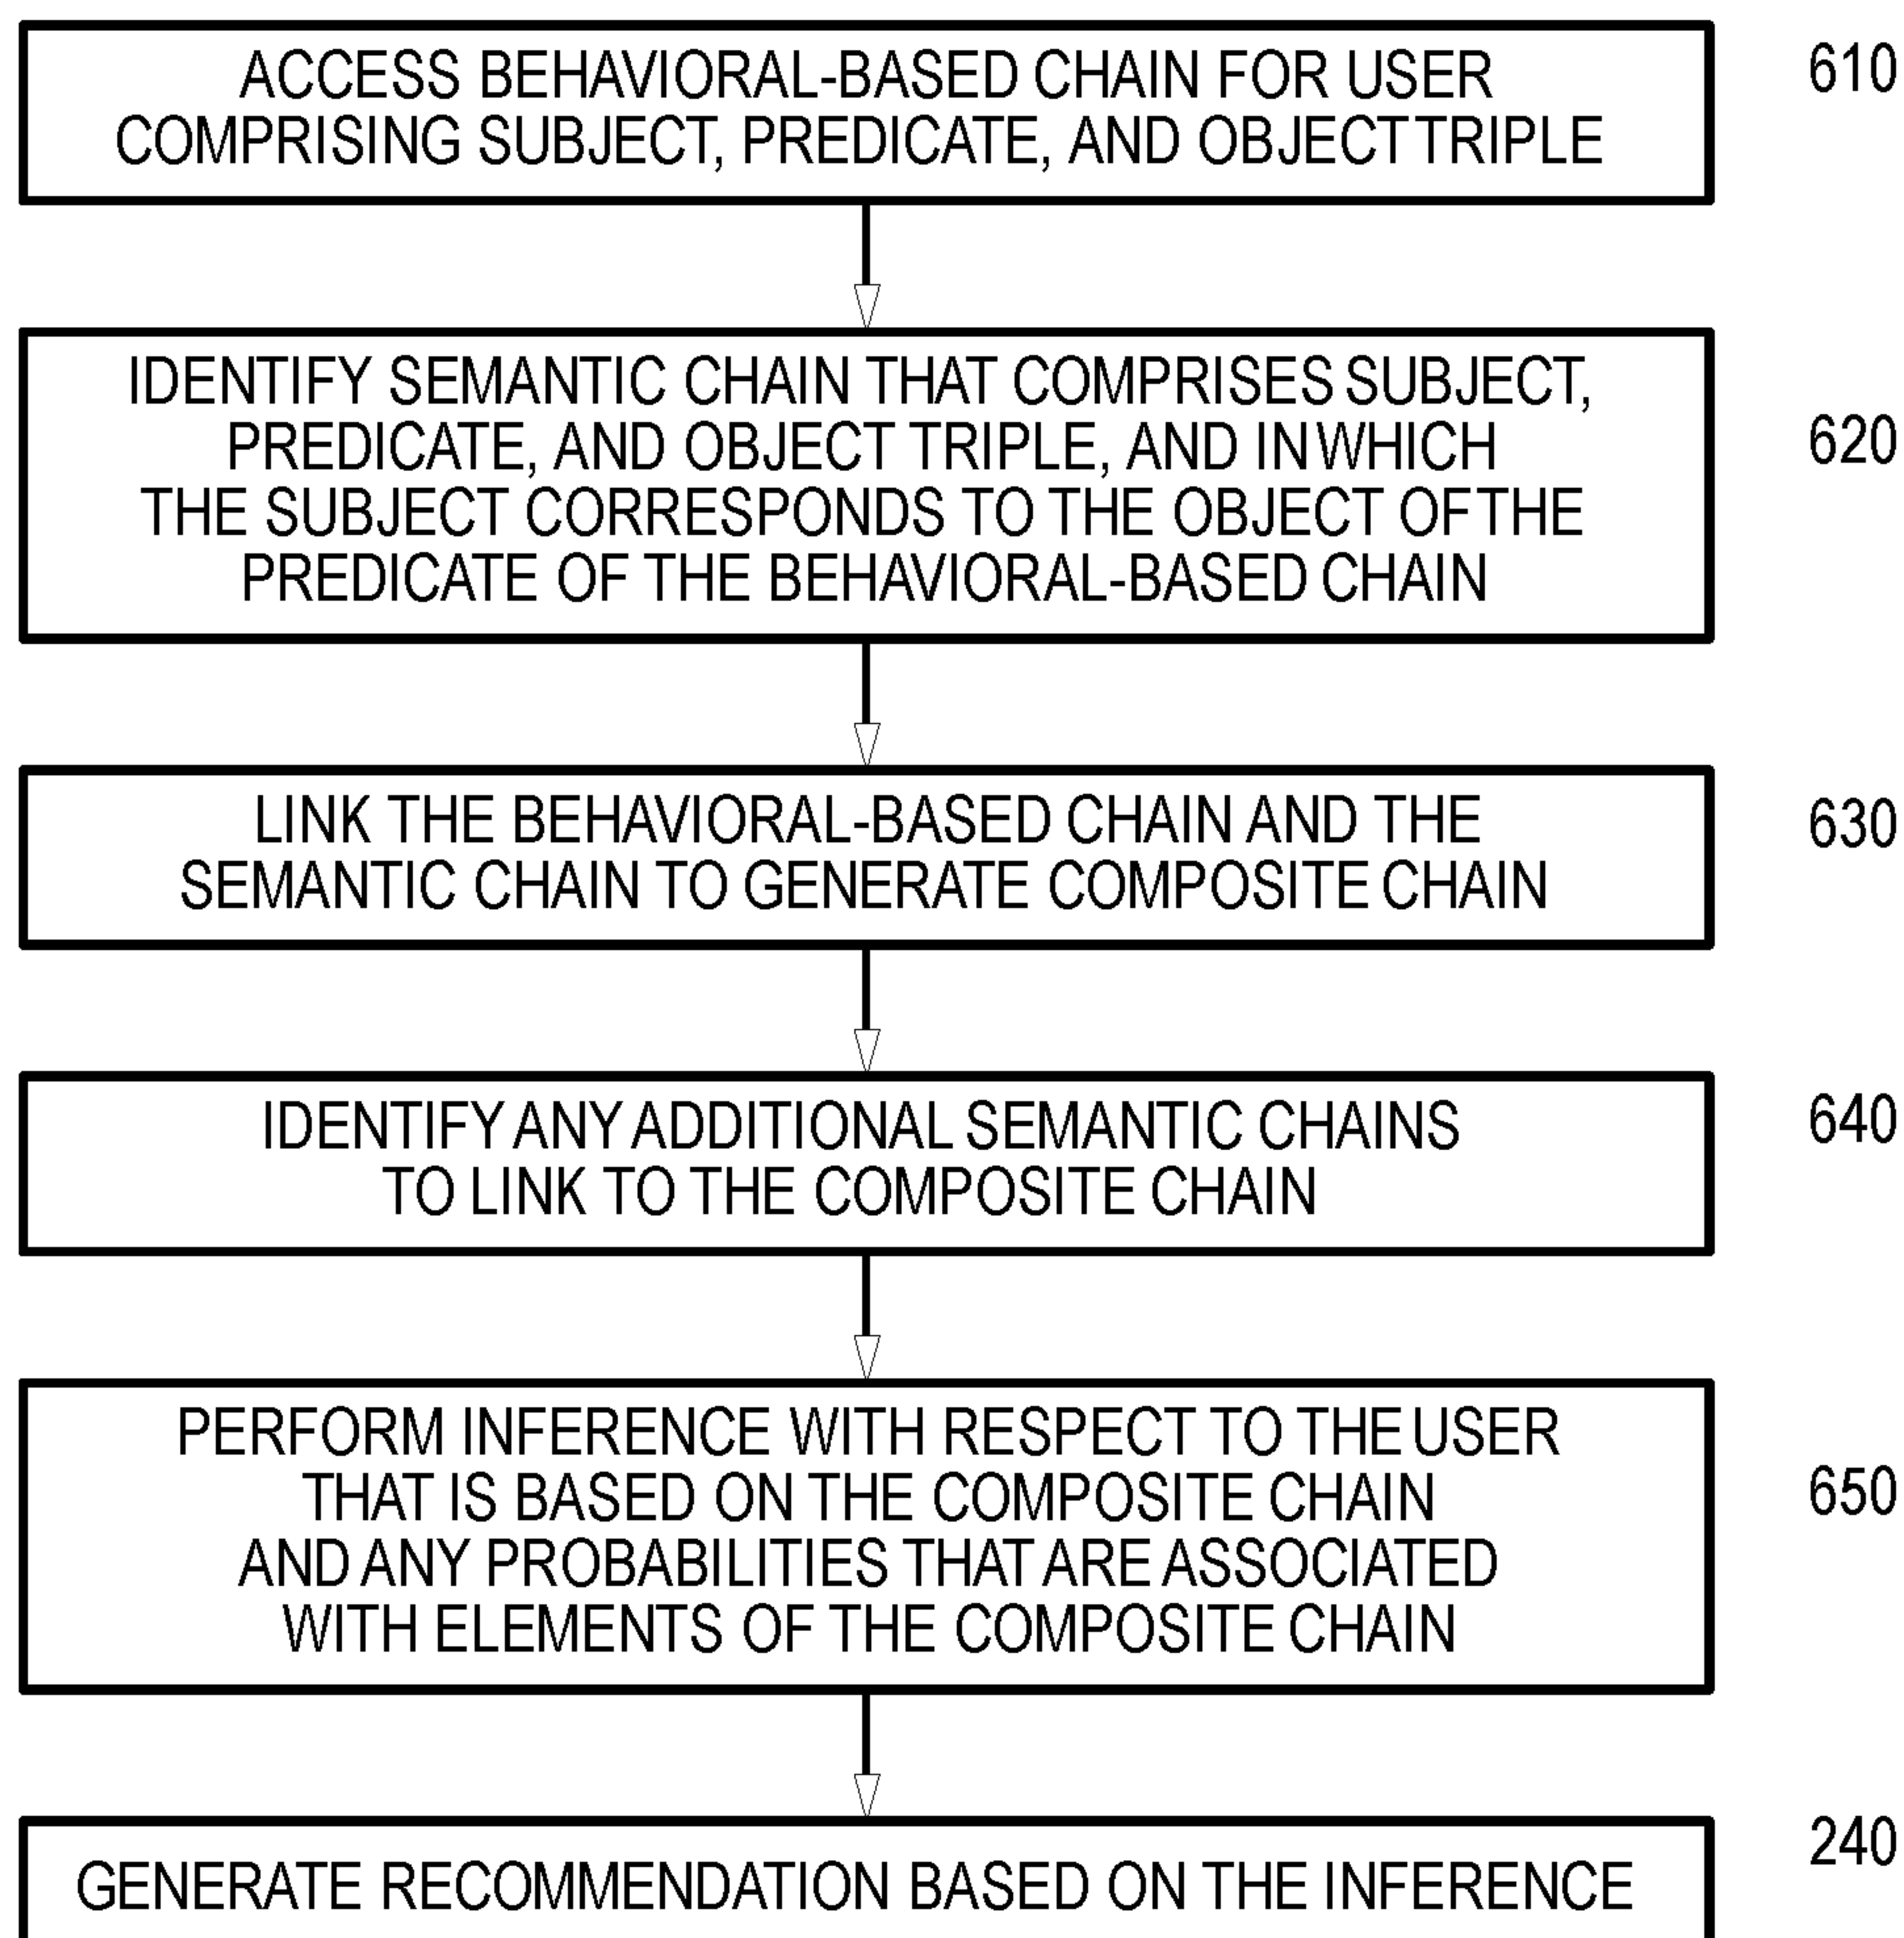 ACCESS BEHAVIORAL-BASED CHAIN FOR USER
COMPRISING SUBJECT, PREDICATE, AND OBJECT TRIPLE
610
IDENTIFY SEMANTIC CHAIN THAT COMPRISES SUBJECT,
PREDICATE, AND OBJECT TRIPLE, AND IN WHICH
THE SUBJECT CORRESPONDS TO THE OBJECT OF THE
PREDICATE OF THE BEHAVIORAL-BASED CHAIN
620
LINK THE BEHAVIORAL-BASED CHAIN AND THE
SEMANTIC CHAIN TO GENERATE COMPOSITE CHAIN
630
IDENTIFY ANY ADDITIONAL SEMANTIC CHAINS
TO LINK TO THE COMPOSITE CHAIN
640
PERFORM INFERENCE WITH RESPECT TO THE USER
THAT IS BASED ON THE COMPOSITE CHAIN
AND ANY PROBABILITIES THAT ARE ASSOCIATED
WITH ELEMENTS OF THE COMPOSITE CHAIN
650
GENERATE RECOMMENDATION BASED ON THE INFERENCE
240